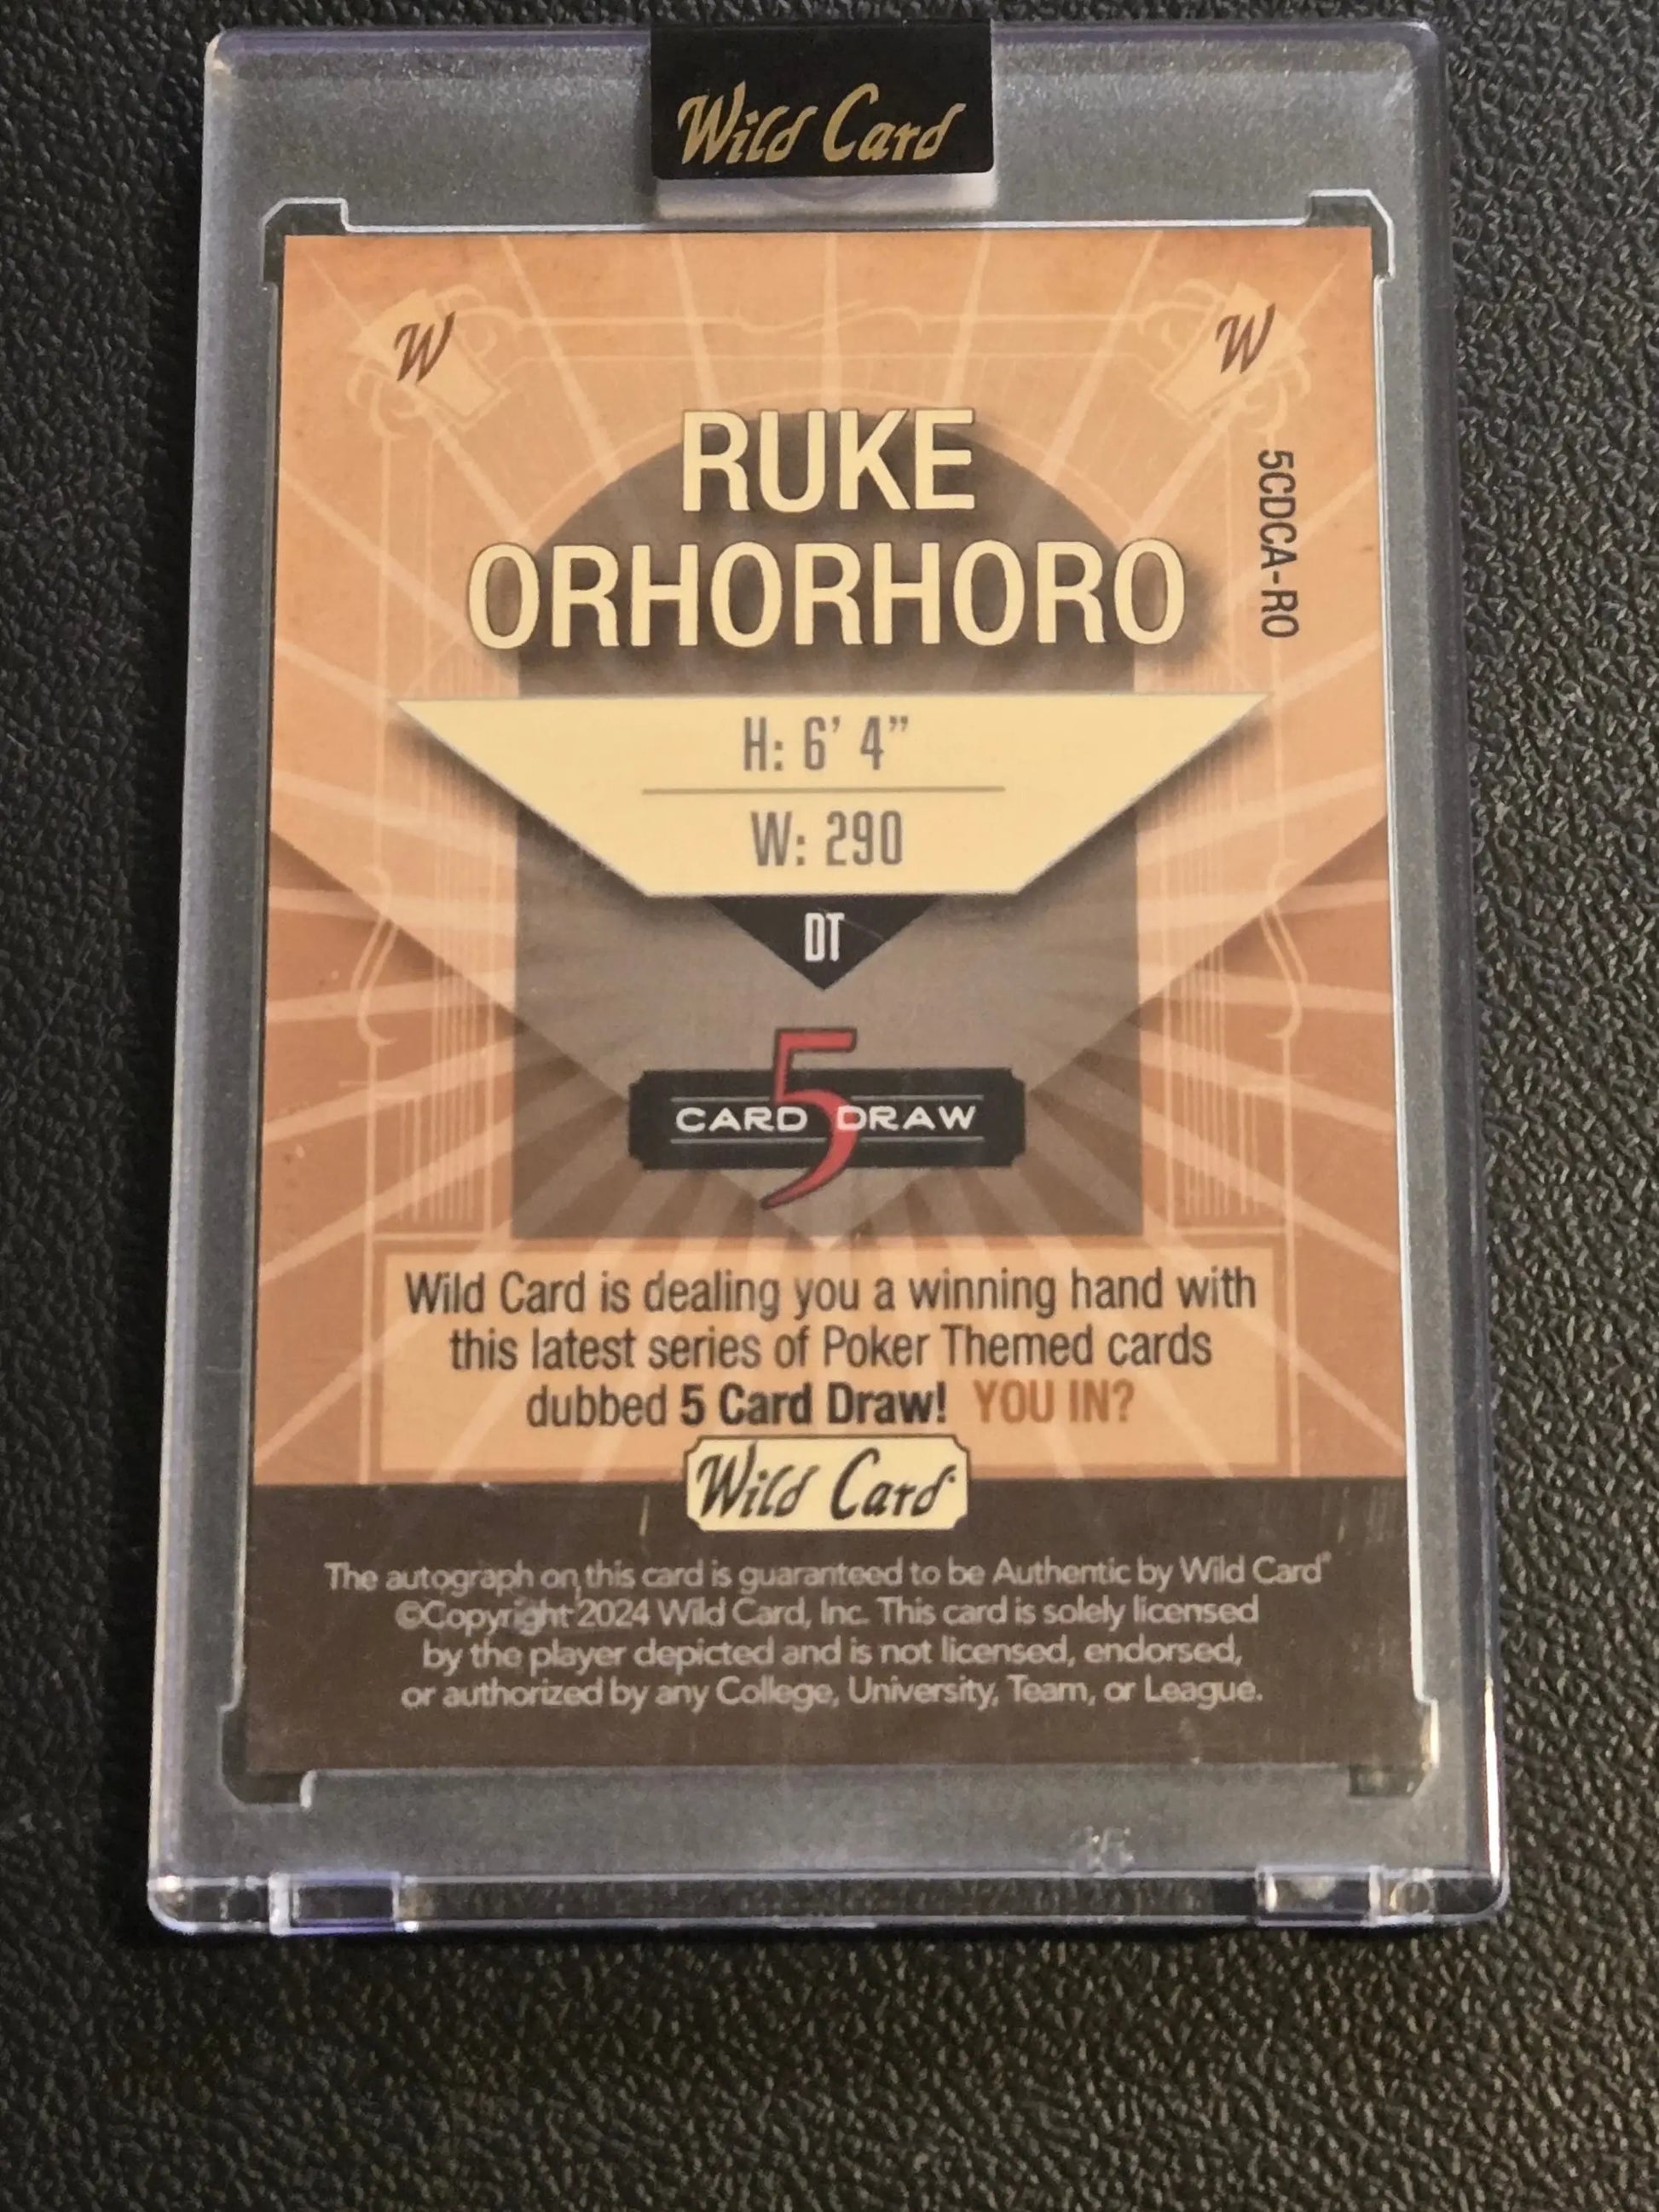 Wild Card
W
W
RUKE
ORHORHORO
5CDCA-RO
H: 6' 4"
W: 290
DT
5
CARD DRAW
Wild Card is dealing you a winning hand with
this latest series of Poker Themed cards
dubbed 5 Card Draw! YOU IN?
Wild Card
The autograph on this card is guaranteed to be Authentic by Wild Card®
©Copyright 2024 Wild Card, Inc. This card is solely licensed
by the player depicted and is not licensed, endorsed,
or authorized by any College, University, Team, or League.